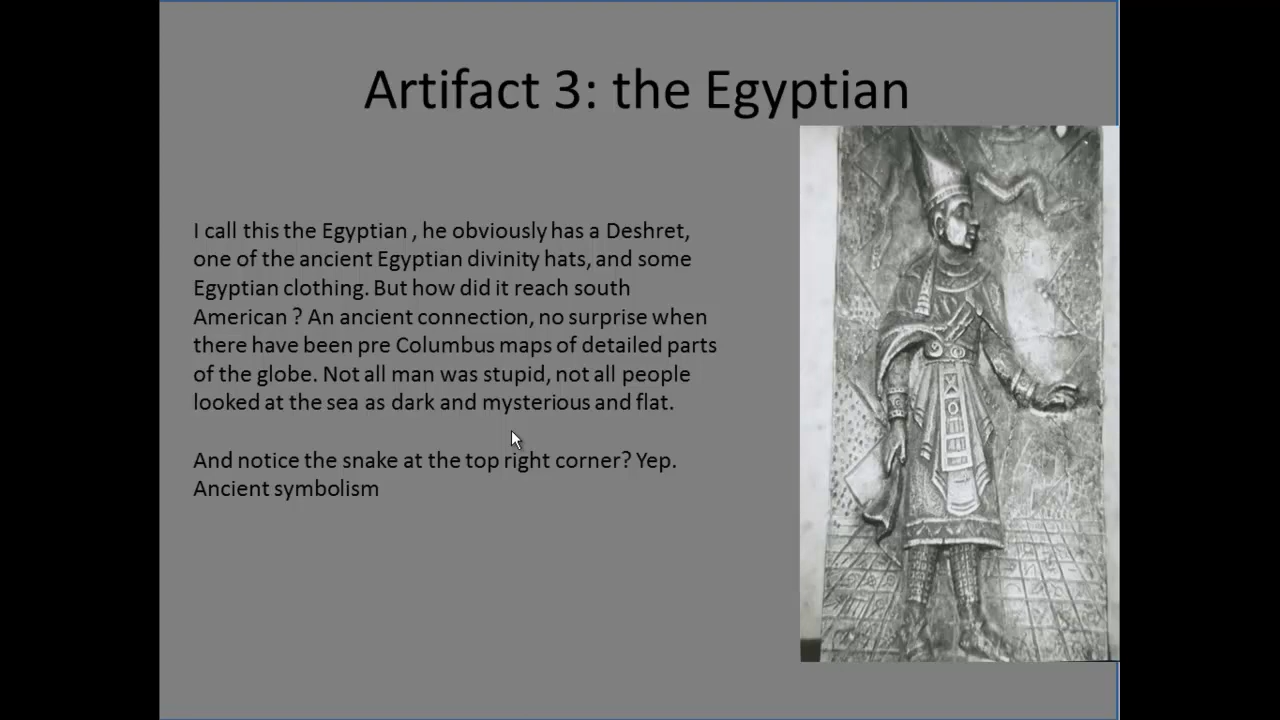 Artifact 3: the Egyptian
I call this the Egyptian , he obviously has a Deshret,
one of the ancient Egyptian divinity hats, and some
Egyptian clothing. But how did it reach south
American ? An ancient connection, no surprise when
there have been pre Columbus maps of detailed parts
of the globe. Not all man was stupid, not all people
looked at the sea as dark and mysterious and flat.
And notice the snake at the top right corner? Yep.
Ancient symbolism